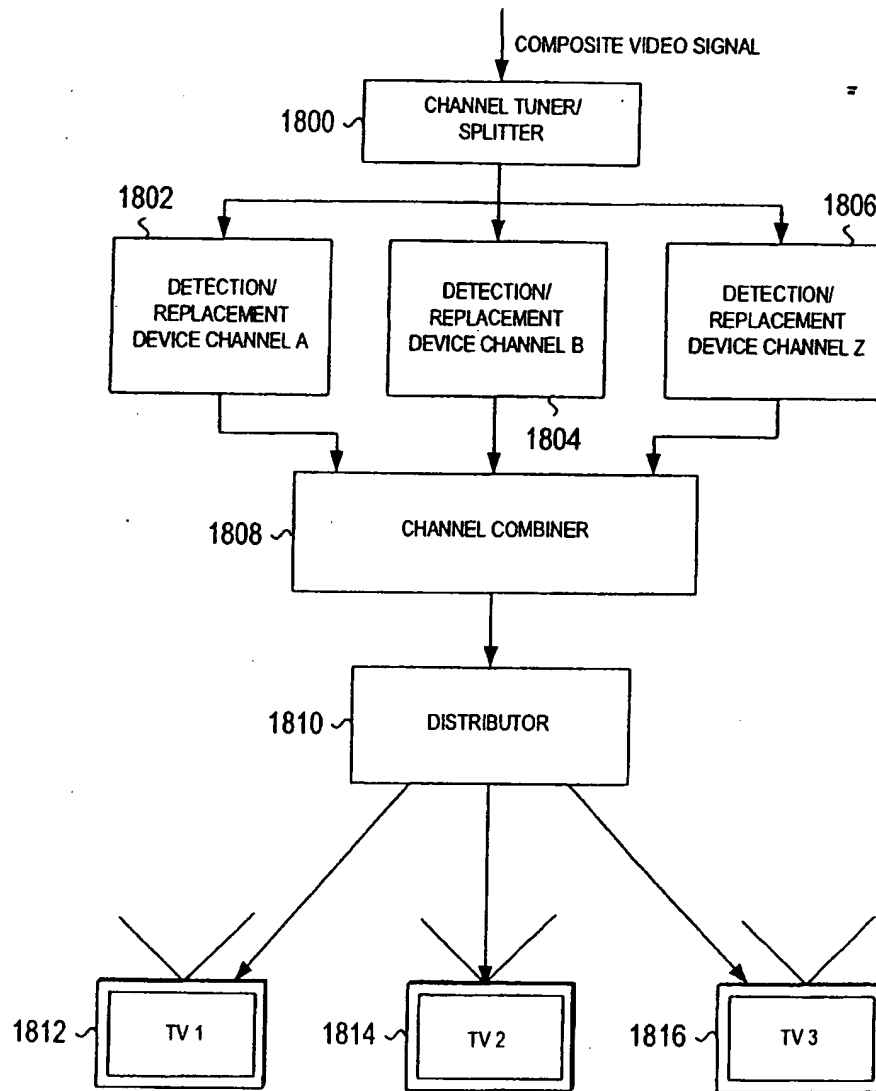 COMPOSITE VIDEO SIGNAL
1800
CHANNEL TUNER/
SPLITTER
1802
1806
DETECTION/
REPLACEMENT
DEVICE CHANNEL A
DETECTION/
REPLACEMENT
DEVICE CHANNEL B
DETECTION/
REPLACEMENT
DEVICE CHANNEL Z
1804
1808
CHANNEL COMBINER
1810
DISTRIBUTOR
1812
TV 1
1814
TV 2
1816
TV 3